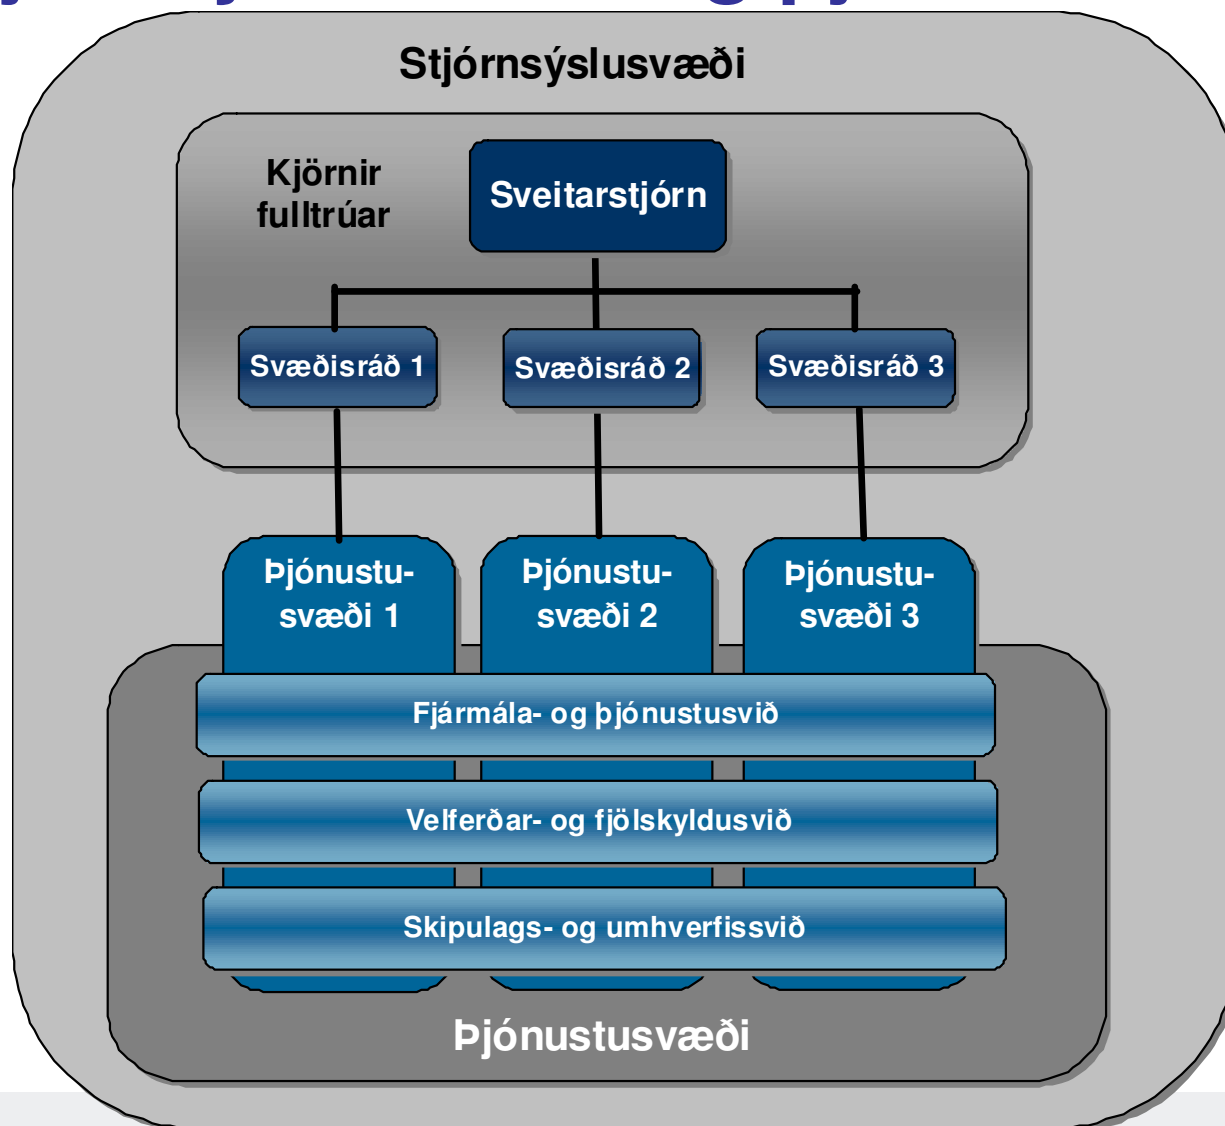 Stjórnsýslusvæði
Kjörnir
fulltrúar
Sveitarstjórn
Svæðisráð 1
Svæðisráð 2
Svæðisráð 3
Þjónustu-
svæði 1
Þjónustu-
svæði 2
Þjónustu-
svæði 3
Fjármála- og þjónustusvið
Velferðar- og fjölskyldusvið
Skipulags- og umhverfissvið
Þjónustusvæði